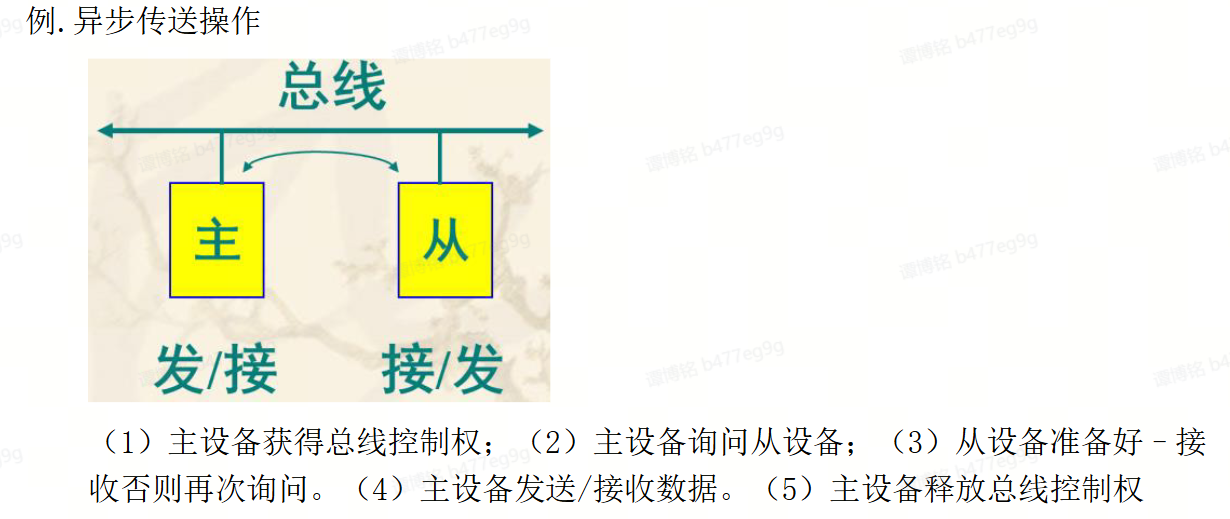 例.异步传送操作
总线
主 从
发/接 接/发
（1）主设备获得总线控制权；（2）主设备询问从设备；（3）从设备准备好－接
收否则再次询问。（4）主设备发送/接收数据。（5）主设备释放总线控制权
谭博铭 b477eg9g